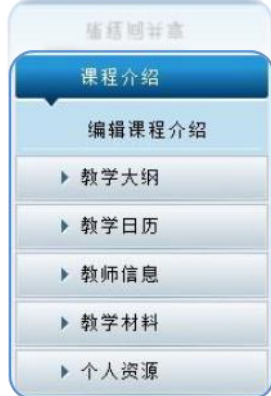 课程介绍
编辑课程介绍
教学大纲
教学日历
教师信息
教学材料
个人资源